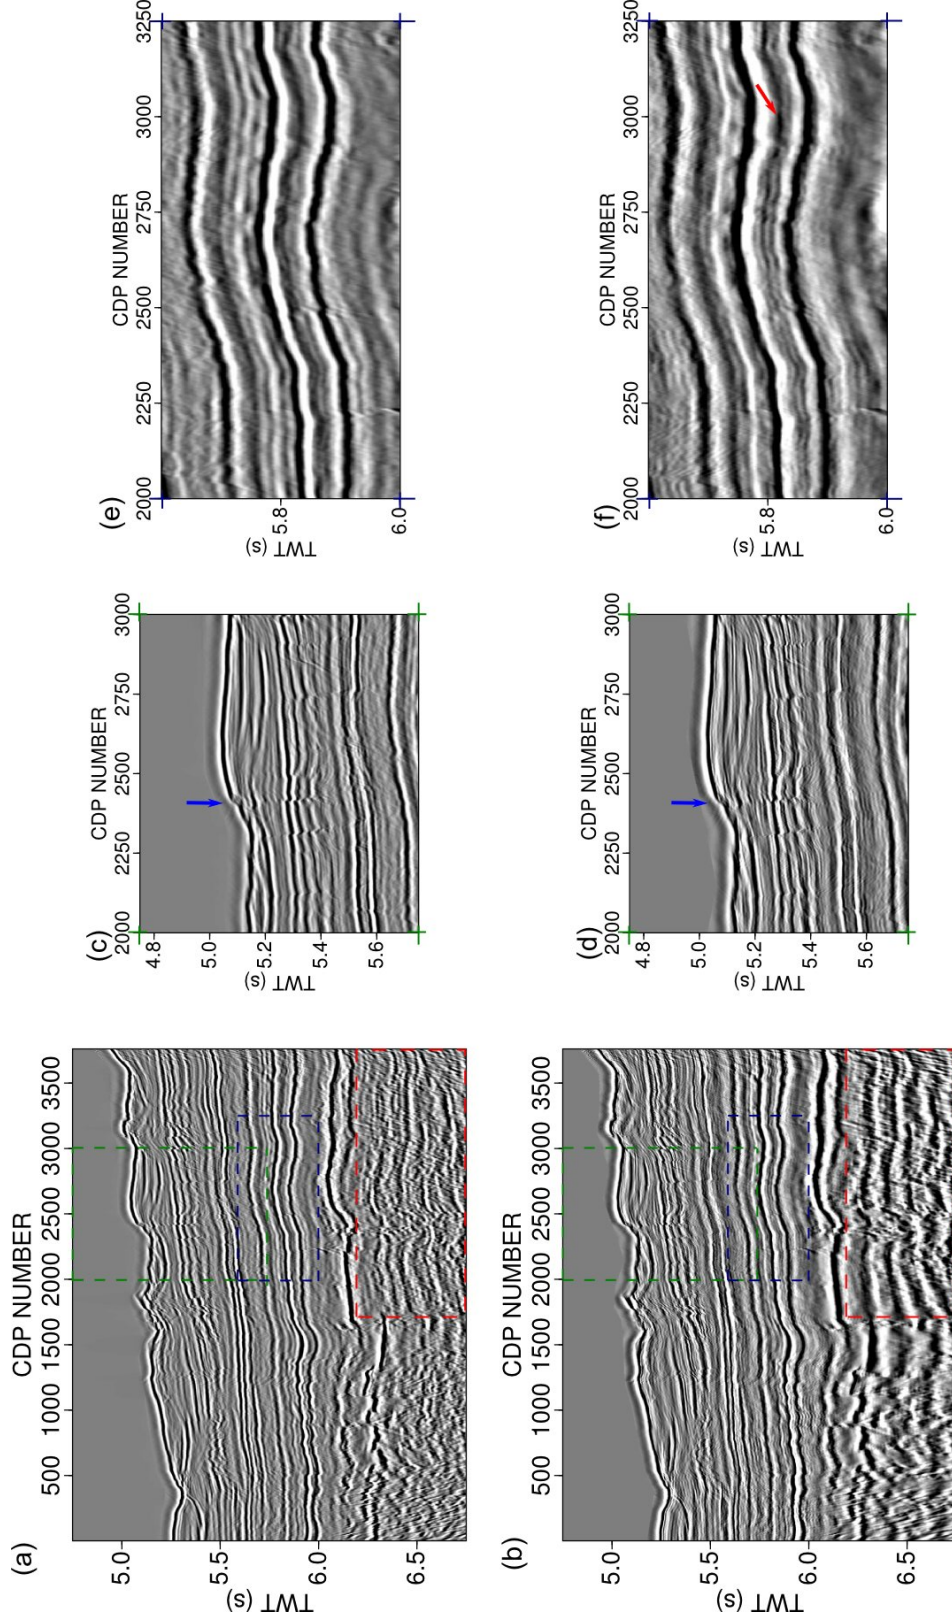 (a)
CDP NUMBER
500 1000 1500 2000 2500 3000 3500
5.0
5.5
6.0
6.5
TWT (s)
(b)
CDP NUMBER
500 1000 1500 2000 2500 3000 3500
5.0
5.5
6.0
6.5
TWT (s)
(c)
CDP NUMBER
2000 2250 2500 2750 3000
4.8
5.0
5.2
5.4
5.6
TWT (s)
(d)
CDP NUMBER
2000 2250 2500 2750 3000
4.8
5.0
5.2
5.4
5.6
TWT (s)
(e)
CDP NUMBER
2000 2250 2500 2750 3000 3250
5.8
6.0
TWT (s)
(f)
CDP NUMBER
2000 2250 2500 2750 3000 3250
5.8
6.0
TWT (s)